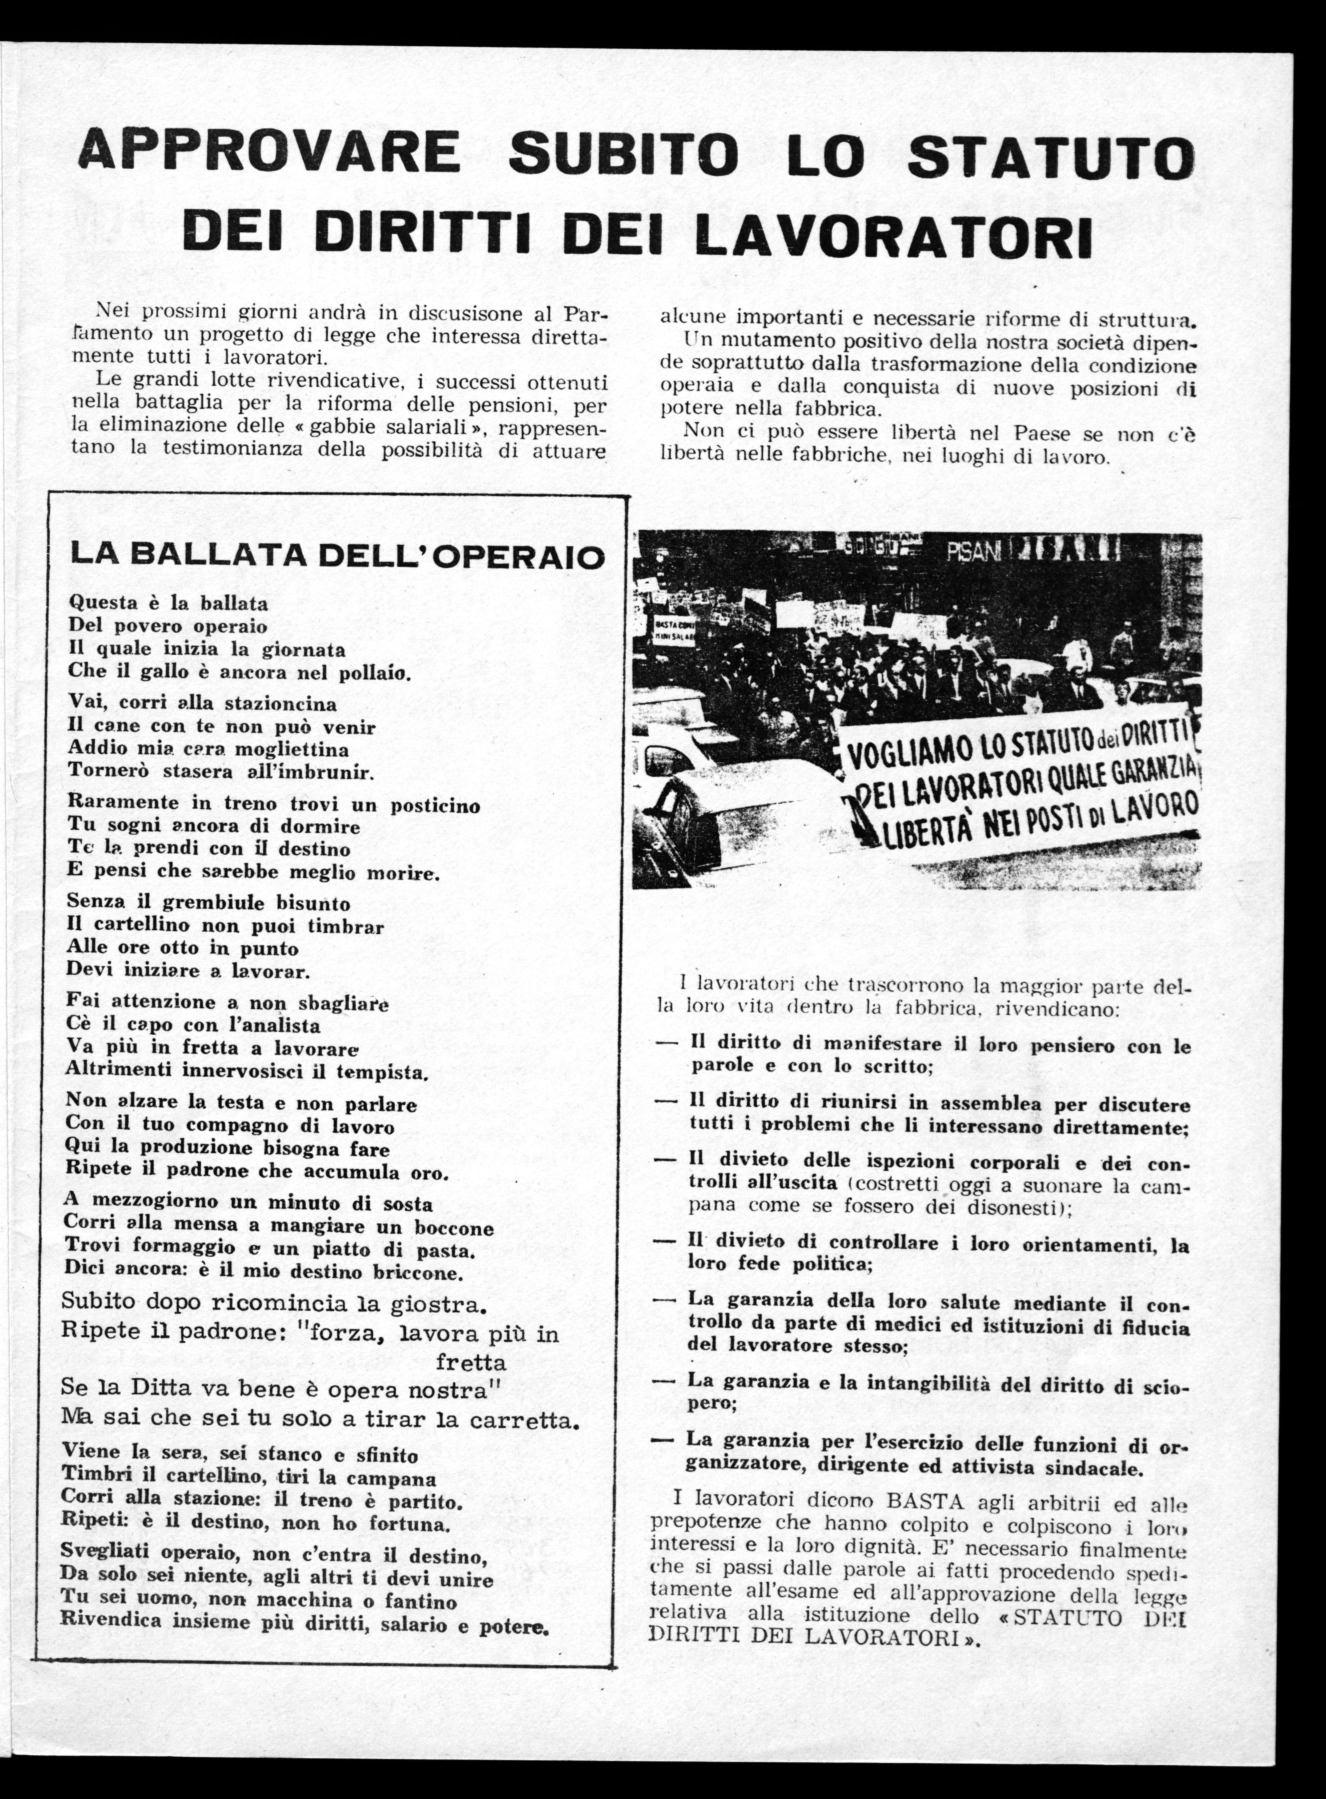 APPROVARE SUBITO LO STATUTO
DEI DIRITTI DEI LAVORATORI
Nei prossimi giorni andrà in discusisone al Par-
lamento un progetto di legge che interessa diretta-
mente tutti i lavoratori.
Le grandi lotte rivendicative, i successi ottenuti
nella battaglia per la riforma delle pensioni, per
la eliminazione delle « gabbie salariali », rappresen-
tano la testimonianza della possibilità di attuare
alcune importanti e necessarie riforme di struttura.
Un mutamento positivo della nostra società dipen-
de soprattutto dalla trasformazione della condizione
operaia e dalla conquista di nuove posizioni di
potere nella fabbrica.
Non ci può essere libertà nel Paese se non c'è
libertà nelle fabbriche, nei luoghi di lavoro.
LA BALLATA DELL'OPERAIO
Questa è la ballata
Del povero operaio
Il quale inizia la giornata
Che il gallo è ancora nel pollaio.
Vai, corri alla stazioncina
Il cane con te non può venir
Addio mia cara mogliettina
Tornerò stasera all'imbrunir.
Raramente in treno trovi un posticino
Tu sogni ancora di dormire
Te la prendi con il destino
E pensi che sarebbe meglio morire.
Senza il grembiule bisunto
Il cartellino non puoi timbrar
Alle ore otto in punto
Devi iniziare a lavorar.
Fai attenzione a non sbagliare
Cè il capo con l'analista
Va più in fretta a lavorare
Altrimenti innervosisci il tempista.
Non alzare la testa e non parlare
Con il tuo compagno di lavoro
Qui la produzione bisogna fare
Ripete il padrone che accumula oro.
A mezzogiorno un minuto di sosta
Corri alla mensa a mangiare un boccone
Trovi formaggio e un piatto di pasta.
Dici ancora: è il mio destino briccone.
Subito dopo ricomincia la giostra.
Ripete il padrone: "forza, lavora più in
fretta
Se la Ditta va bene è opera nostra"
Ma sai che sei tu solo a tirar la carretta.
Viene la sera, sei stanco e sfinito
Timbri il cartellino, tiri la campana
Corri alla stazione: il treno è partito.
Ripeti: è il destino, non ho fortuna.
Svegliati operaio, non c'entra il destino,
Da solo sei niente, agli altri ti devi unire
Tu sei uomo, non macchina o fantino
Rivendica insieme più diritti, salario e potere.
PISANI PISANI
BASTA CON I
MINI SALARI
VOGLIAMO LO STATUTO dei DIRITTI
DEI LAVORATORI QUALE GARANZIA
LIBERTÀ NEI POSTI DI LAVORO
I lavoratori che trascorrono la maggior parte del-
la loro vita dentro la fabbrica, rivendicano:
— Il diritto di manifestare il loro pensiero con le
parole e con lo scritto;
— Il diritto di riunirsi in assemblea per discutere
tutti i problemi che li interessano direttamente;
— Il divieto delle ispezioni corporali e dei con-
trolli all'uscita (costretti oggi a suonare la cam-
pana come se fossero dei disonesti);
— Il divieto di controllare i loro orientamenti, la
loro fede politica;
— La garanzia della loro salute mediante il con-
trollo da parte di medici ed istituzioni di fiducia
del lavoratore stesso;
— La garanzia e la intangibilità del diritto di scio-
pero;
— La garanzia per l'esercizio delle funzioni di or-
ganizzatore, dirigente ed attivista sindacale.
I lavoratori dicono BASTA agli arbitrii ed alle
prepotenze che hanno colpito e colpiscono i loro
interessi e la loro dignità. E' necessario finalmente
che si passi dalle parole ai fatti procedendo spedi-
tamente all'esame ed all'approvazione della legge
relativa alla istituzione dello « STATUTO DEI
DIRITTI DEI LAVORATORI ».